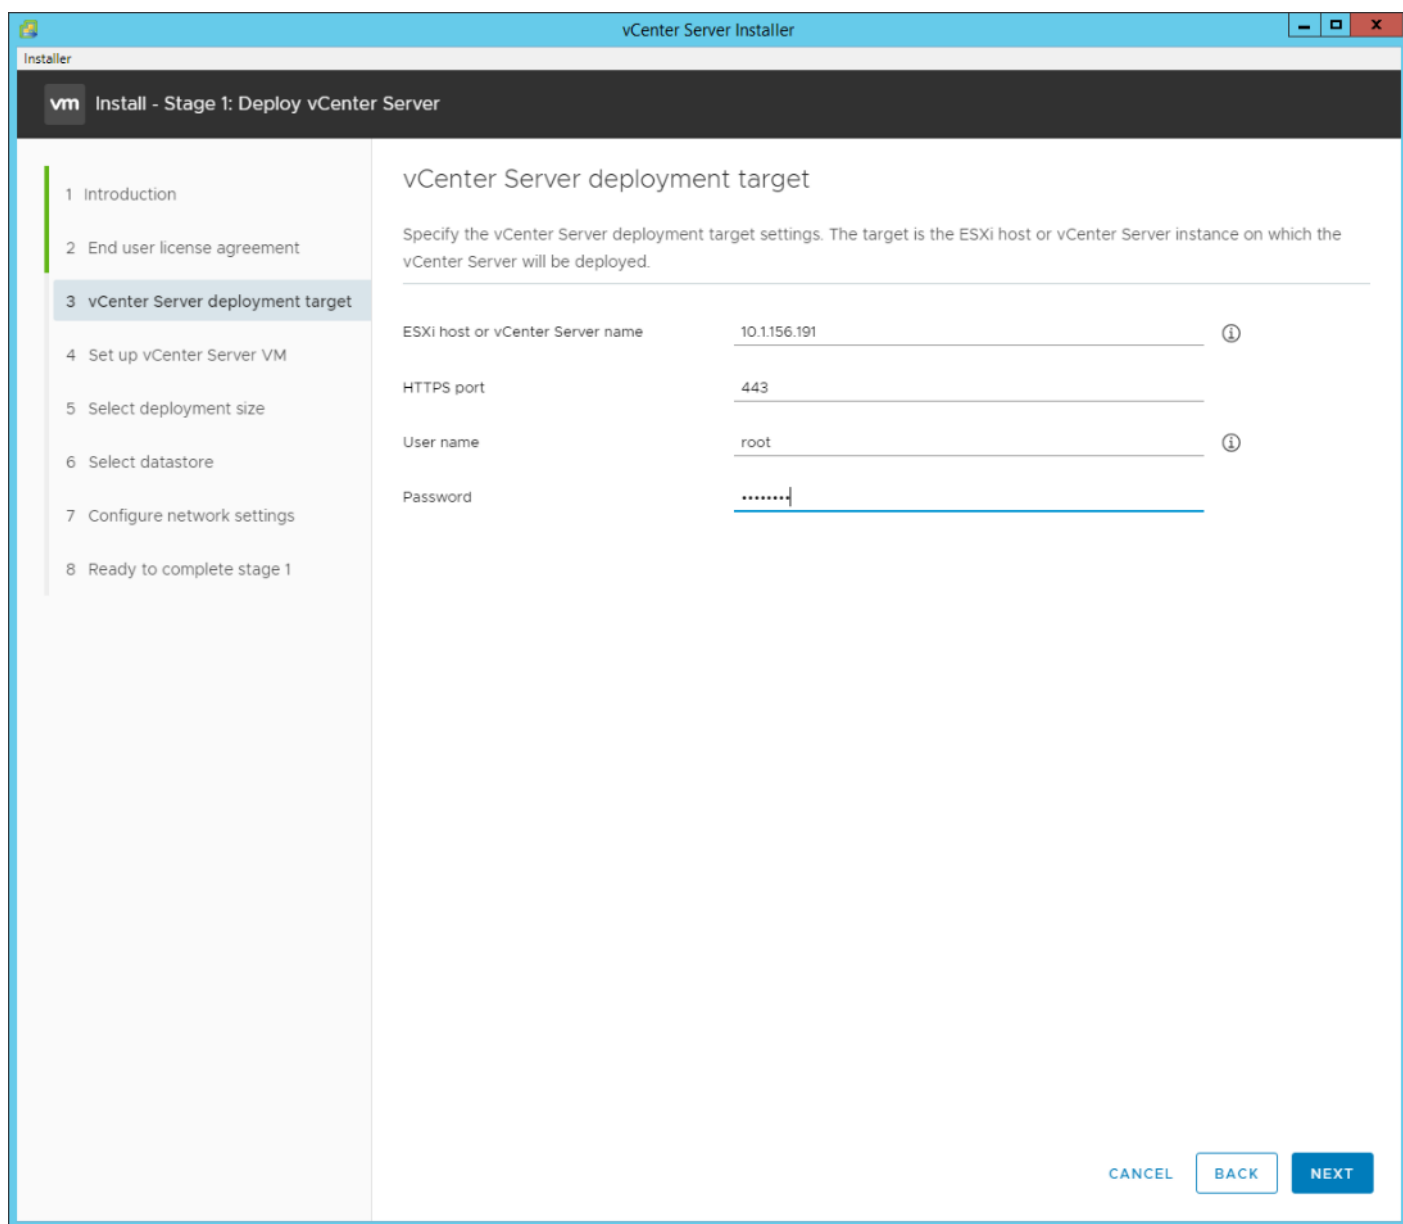 vCenter Server Installer
Installer
vm Install - Stage 1: Deploy vCenter Server
1 Introduction
2 End user license agreement
3 vCenter Server deployment target
4 Set up vCenter Server VM
5 Select deployment size
6 Select datastore
7 Configure network settings
8 Ready to complete stage 1
vCenter Server deployment target
Specify the vCenter Server deployment target settings. The target is the ESXi host or vCenter Server instance on which the
vCenter Server will be deployed.
ESXi host or vCenter Server name 10.1.156.191
HTTPS port 443
User name root
Password ••••••••
CANCEL BACK NEXT